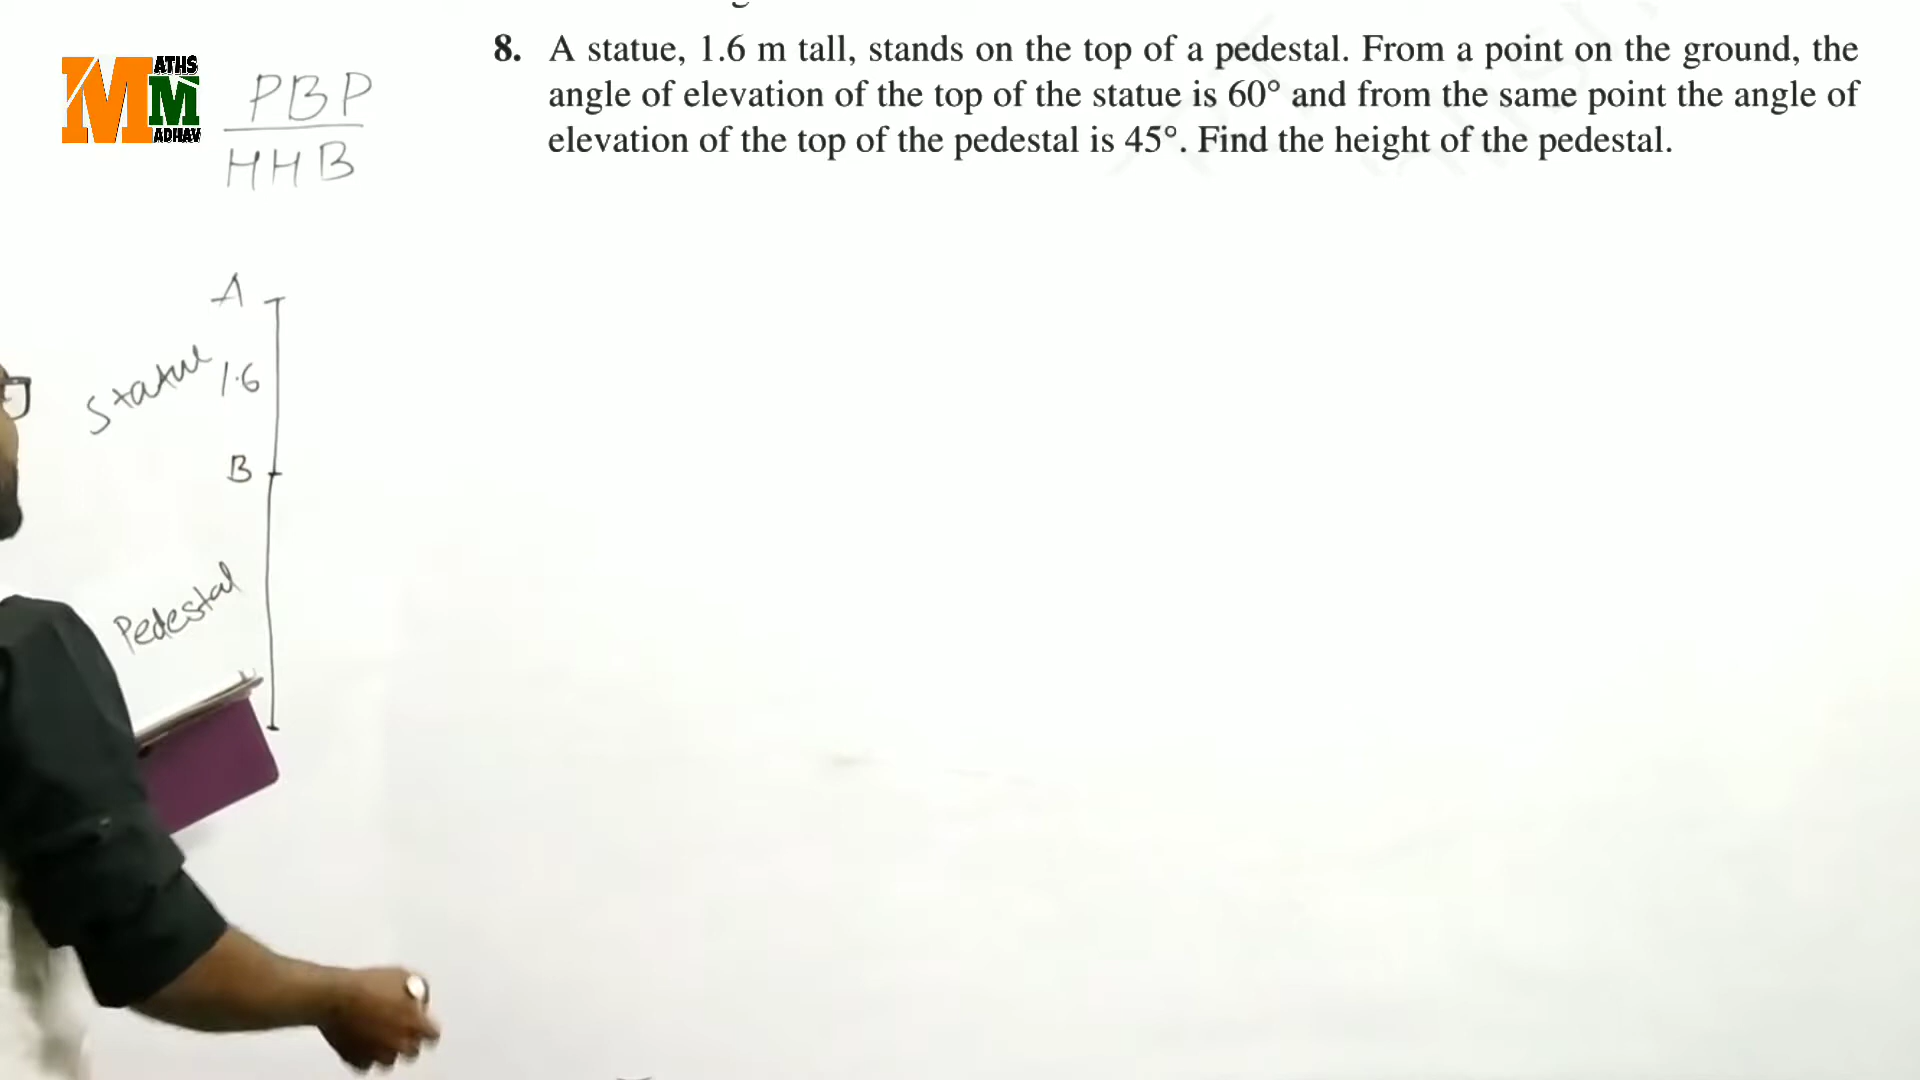 8. A statue, 1.6 m tall, stands on the top of a pedestal. From a point on the ground, the
angle of elevation of the top of the statue is 60° and from the same point the angle of
elevation of the top of the pedestal is 45°. Find the height of the pedestal.
MATHS
MADHAV
PBP
HHB
A
Statue 1.6
B
Pedestal